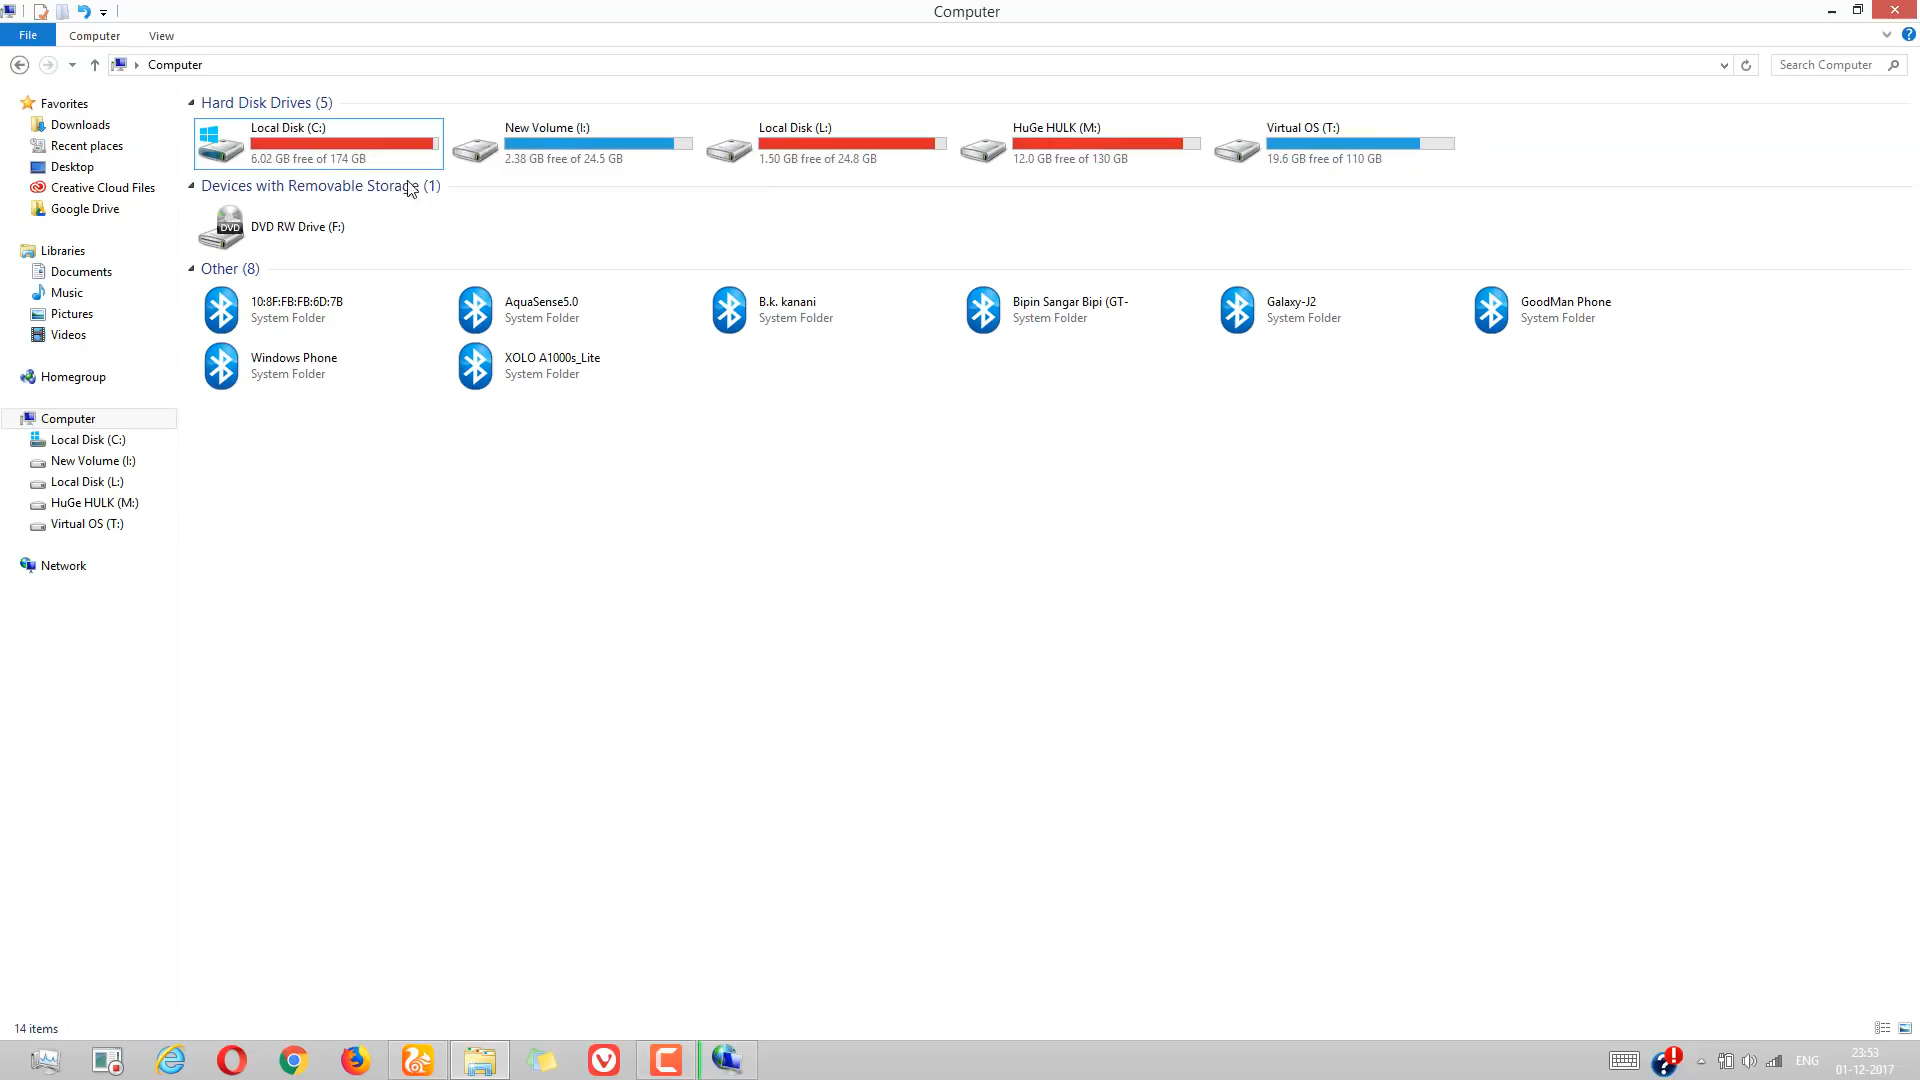 Computer
File
Computer
View
Computer
Search Computer
Favorites
Downloads
Recent places
Desktop
Creative Cloud Files
Google Drive
Libraries
Documents
Music
Pictures
Videos
Homegroup
Computer
Local Disk (C:)
New Volume (I:)
Local Disk (L:)
HuGe HULK (M:)
Virtual OS (T:)
Network
Hard Disk Drives (5)
Local Disk (C:)
6.02 GB free of 174 GB
New Volume (I:)
2.38 GB free of 24.5 GB
Local Disk (L:)
1.50 GB free of 24.8 GB
HuGe HULK (M:)
12.0 GB free of 130 GB
Virtual OS (T:)
19.6 GB free of 110 GB
Devices with Removable Storage (1)
DVD
DVD RW Drive (F:)
Other (8)
10:8F:FB:FB:6D:7B
System Folder
AquaSense5.0
System Folder
B.k. kanani
System Folder
Bipin Sangar Bipi (GT-
System Folder
Galaxy-J2
System Folder
GoodMan Phone
System Folder
Windows Phone
System Folder
XOLO A1000s_Lite
System Folder
14 items
ENG
23:53
01-12-2017